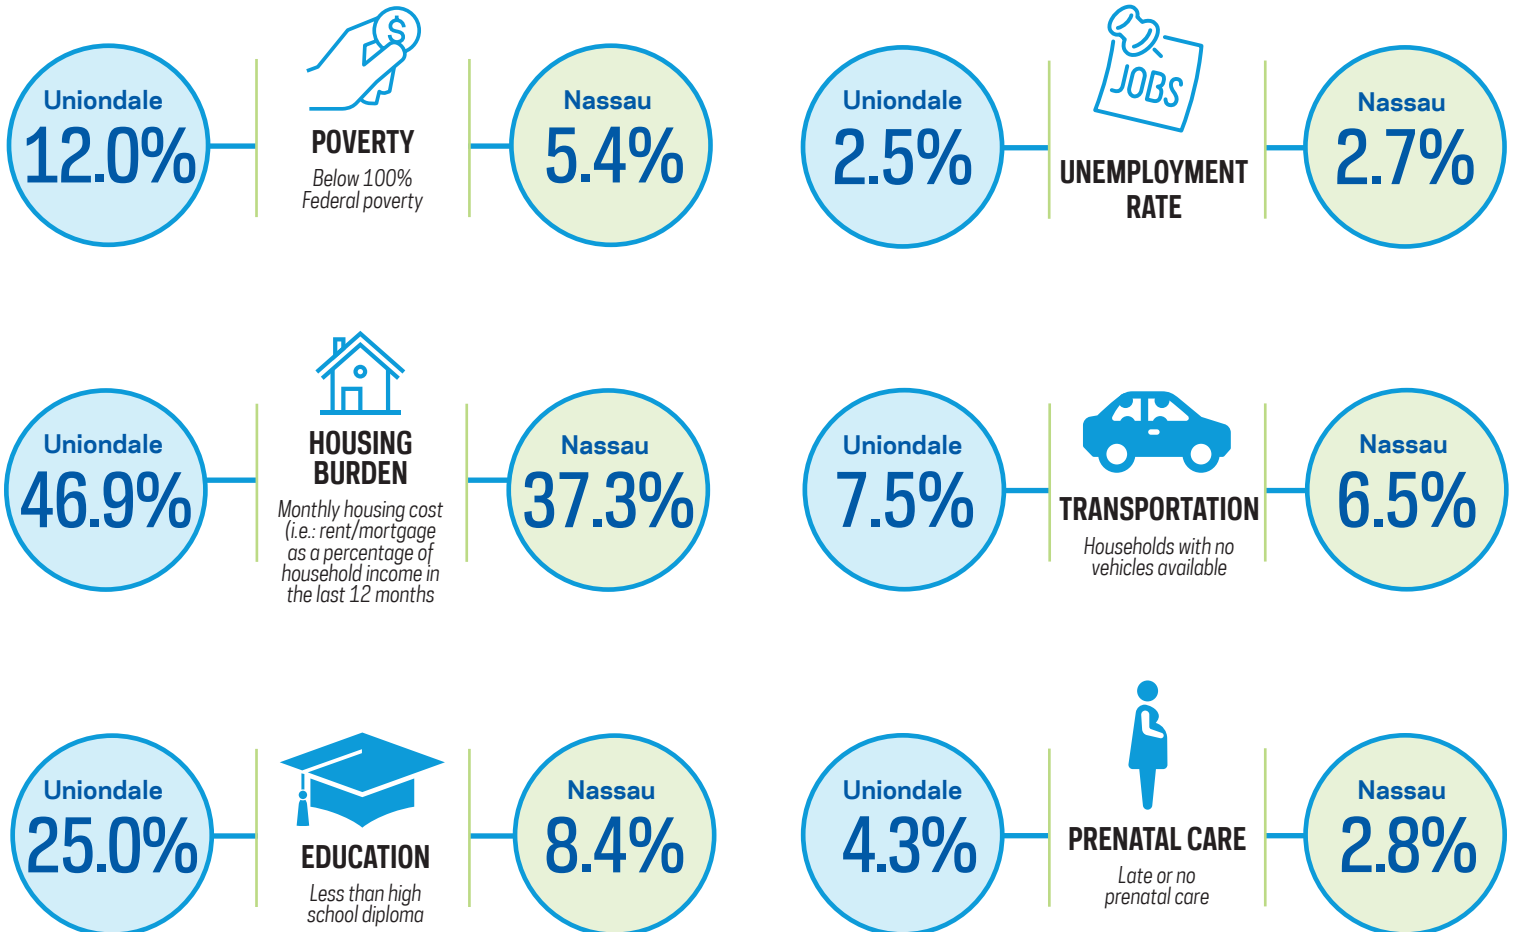 Uniondale
12.0%
$
POVERTY
Below 100%
Federal poverty
Nassau
5.4%
Uniondale
2.5%
JOBS
UNEMPLOYMENT
RATE
Nassau
2.7%
Uniondale
46.9%
HOUSING
BURDEN
Monthly housing cost
(i.e.: rent/mortgage
as a percentage of
household income in
the last 12 months
Nassau
37.3%
Uniondale
7.5%
TRANSPORTATION
Households with no
vehicles available
Nassau
6.5%
Uniondale
25.0%
EDUCATION
Less than high
school diploma
Nassau
8.4%
Uniondale
4.3%
PRENATAL CARE
Late or no
prenatal care
Nassau
2.8%